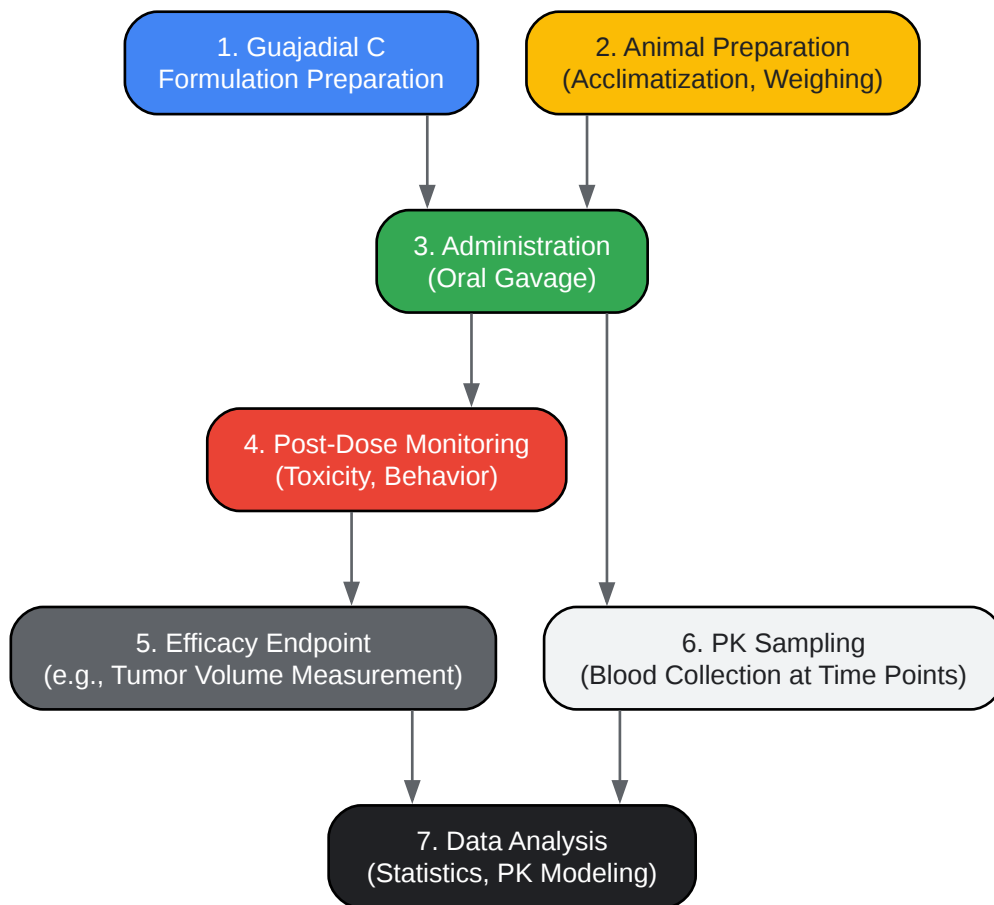 1. Guajadial C
Formulation Preparation
2. Animal Preparation
(Acclimatization, Weighing)
3. Administration
(Oral Gavage)
4. Post-Dose Monitoring
(Toxicity, Behavior)
5. Efficacy Endpoint
(e.g., Tumor Volume Measurement)
6. PK Sampling
(Blood Collection at Time Points)
7. Data Analysis
(Statistics, PK Modeling)